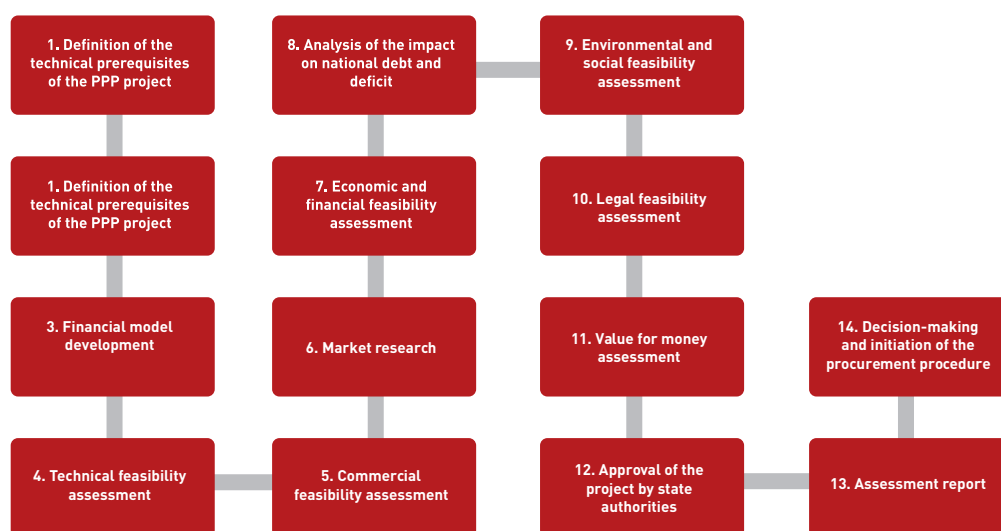 1. Definition of the
technical prerequisites
of the PPP project
1. Definition of the
technical prerequisites
of the PPP project
3. Financial model
development
4. Technical feasibility
assessment
5. Commercial
feasibility assessment
6. Market research
7. Economic and
financial feasibility
assessment
8. Analysis of the impact
on national debt and
deficit
9. Environmental and
social feasibility
assessment
10. Legal feasibility
assessment
11. Value for money
assessment
12. Approval of the
project by state
authorities
13. Assessment report
14. Decision-making
and initiation of the
procurement procedure